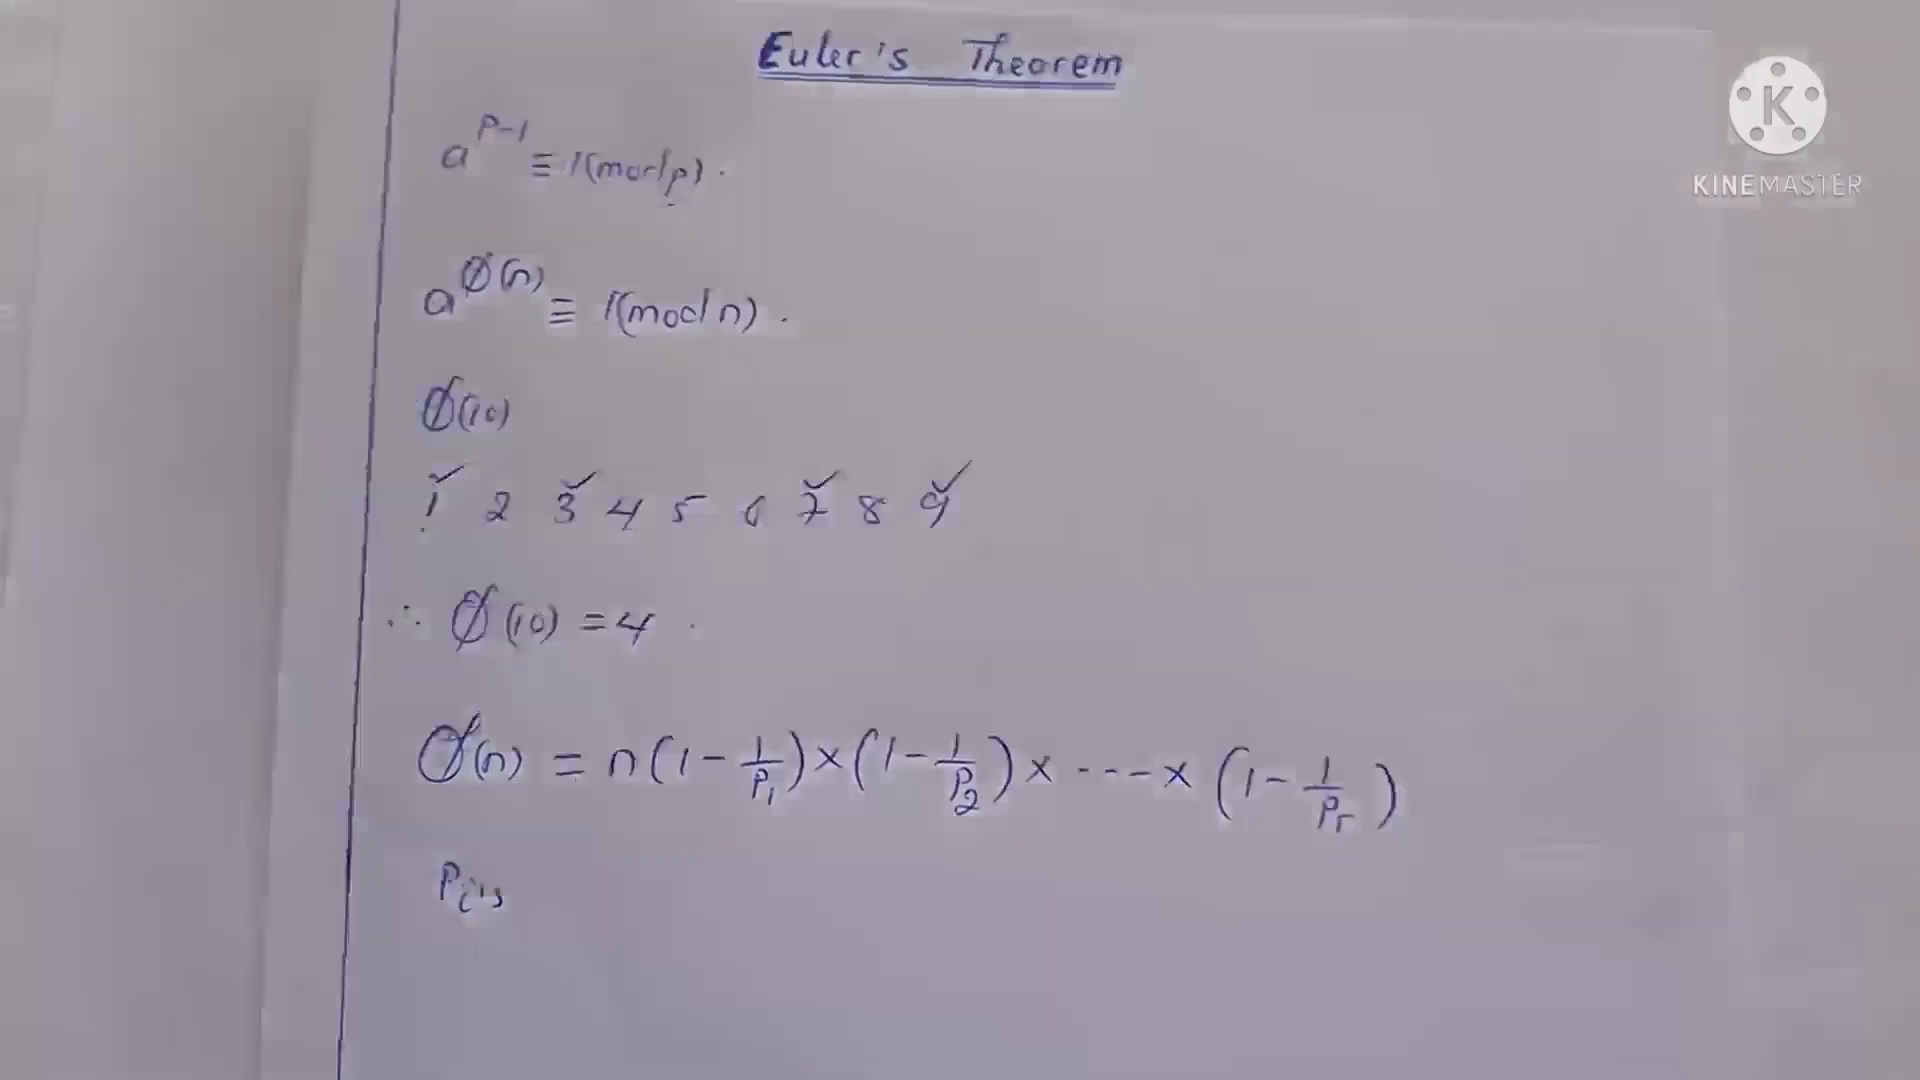 Euler's Theorem
K
KINEMASTER
a^{P-1} ≡ 1(mod p).
a^{Ø(n)} ≡ 1(mod n).
Ø(10)
1 2 3 4 5 6 7 8 9
∴ Ø(10) = 4.
Ø(n) = n(1 - 1/P₁) × (1 - 1/P₂) × ---- × (1 - 1/Pr)
Pi's